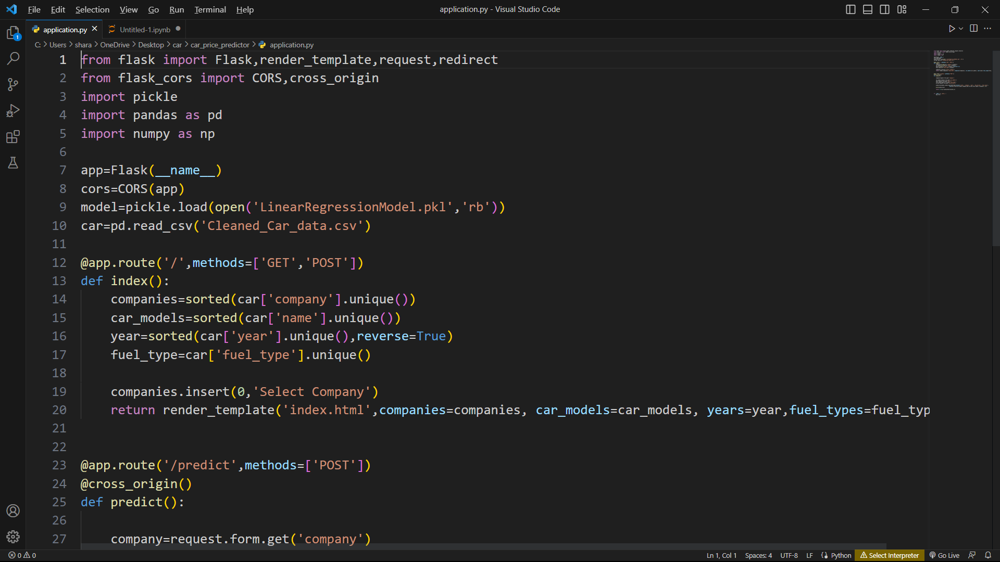 File Edit Selection View Go Run Terminal Help
application.py - Visual Studio Code
application.py Untitled-1.ipynb
C: > Users > shara > OneDrive > Desktop > car > car_price_predictor > application.py
1 from flask import Flask,render_template,request,redirect
2 from flask_cors import CORS,cross_origin
3 import pickle
4 import pandas as pd
5 import numpy as np
6
7 app=Flask(__name__)
8 cors=CORS(app)
9 model=pickle.load(open('LinearRegressionModel.pkl','rb'))
10 car=pd.read_csv('Cleaned_Car_data.csv')
11
12 @app.route('/',methods=['GET','POST'])
13 def index():
14     companies=sorted(car['company'].unique())
15     car_models=sorted(car['name'].unique())
16     year=sorted(car['year'].unique(),reverse=True)
17     fuel_type=car['fuel_type'].unique()
18
19     companies.insert(0,'Select Company')
20     return render_template('index.html',companies=companies, car_models=car_models, years=year,fuel_types=fuel_typ
21
22
23 @app.route('/predict',methods=['POST'])
24 @cross_origin()
25 def predict():
26
27     company=request.form.get('company')
1
0 0
Ln 1, Col 1 Spaces: 4 UTF-8 LF Python Select Interpreter Go Live